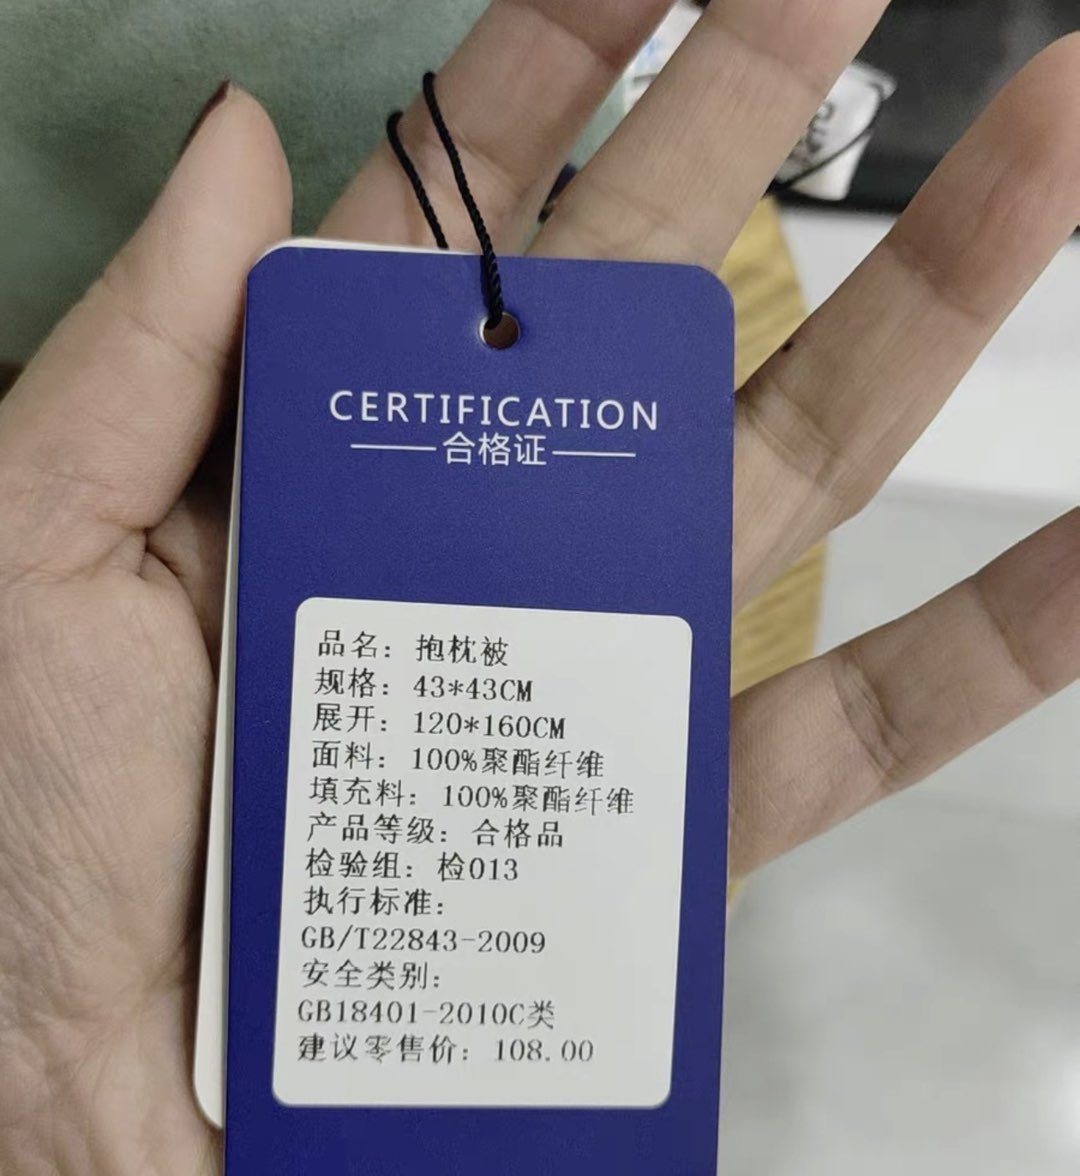 CERTIFICATION
合格证
品名：抱枕被
规格：43*43CM
展开：120*160CM
面料：100%聚酯纤维
填充料：100%聚酯纤维
产品等级：合格品
检验组：检013
执行标准：
GB/T22843-2009
安全类别：
GB18401-2010C类
建议零售价：108.00